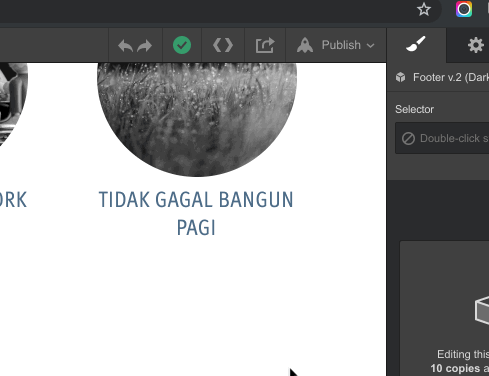 Publish
Footer v.2 (Dark
Selector
Double-click s
ORK
TIDAK GAGAL BANGUN
PAGI
Editing this
10 copies a